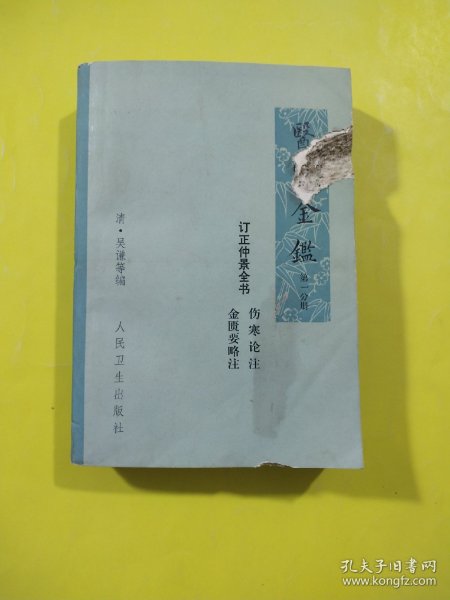 醫
金鑑
第一分册
订正仲景全书
伤寒论注
金匮要略注
清·吴谦等编
人民卫生出版社
孔夫子旧书网
www.kongfz.com